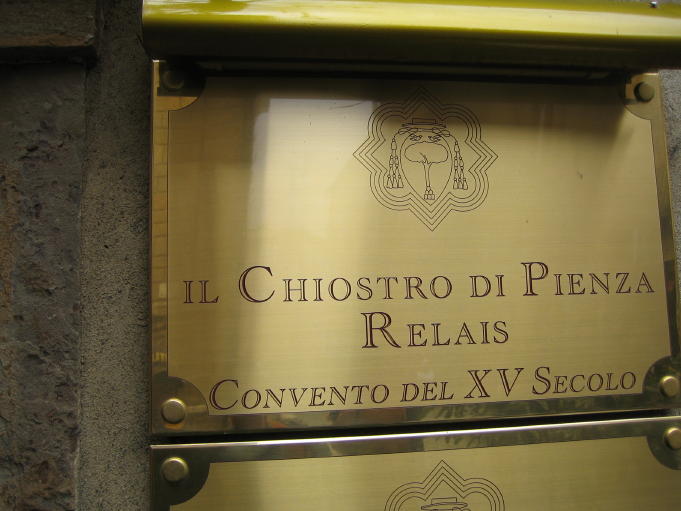 IL CHIOSTRO DI PIENZA
RELAIS
CONVENTO DEL XV SECOLO